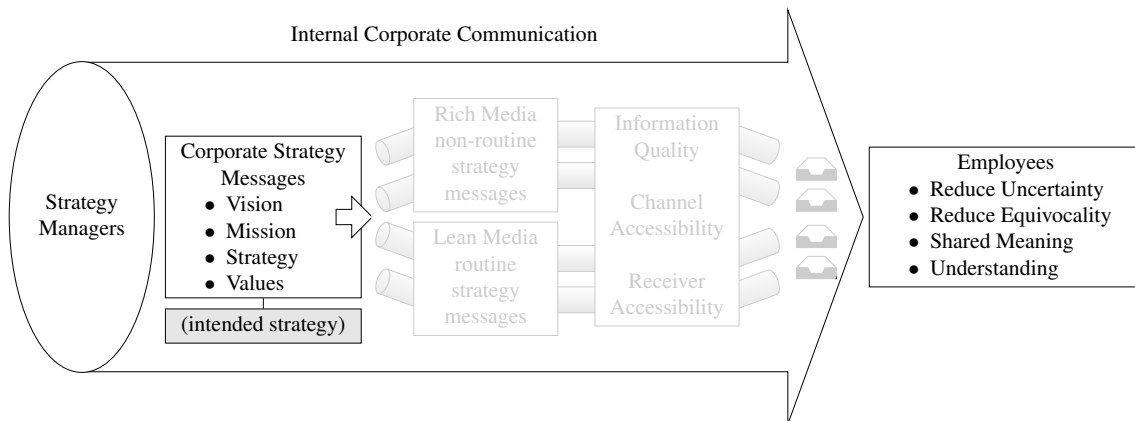 Internal Corporate Communication
Strategy
Managers
Corporate Strategy
Messages
● Vision
● Mission
● Strategy
● Values
(intended strategy)
Rich Media
non-routine
strategy
messages
Lean Media
routine
strategy
messages
Information
Quality
Channel
Accessibility
Receiver
Accessibility
Employees
● Reduce Uncertainty
● Reduce Equivocality
● Shared Meaning
● Understanding